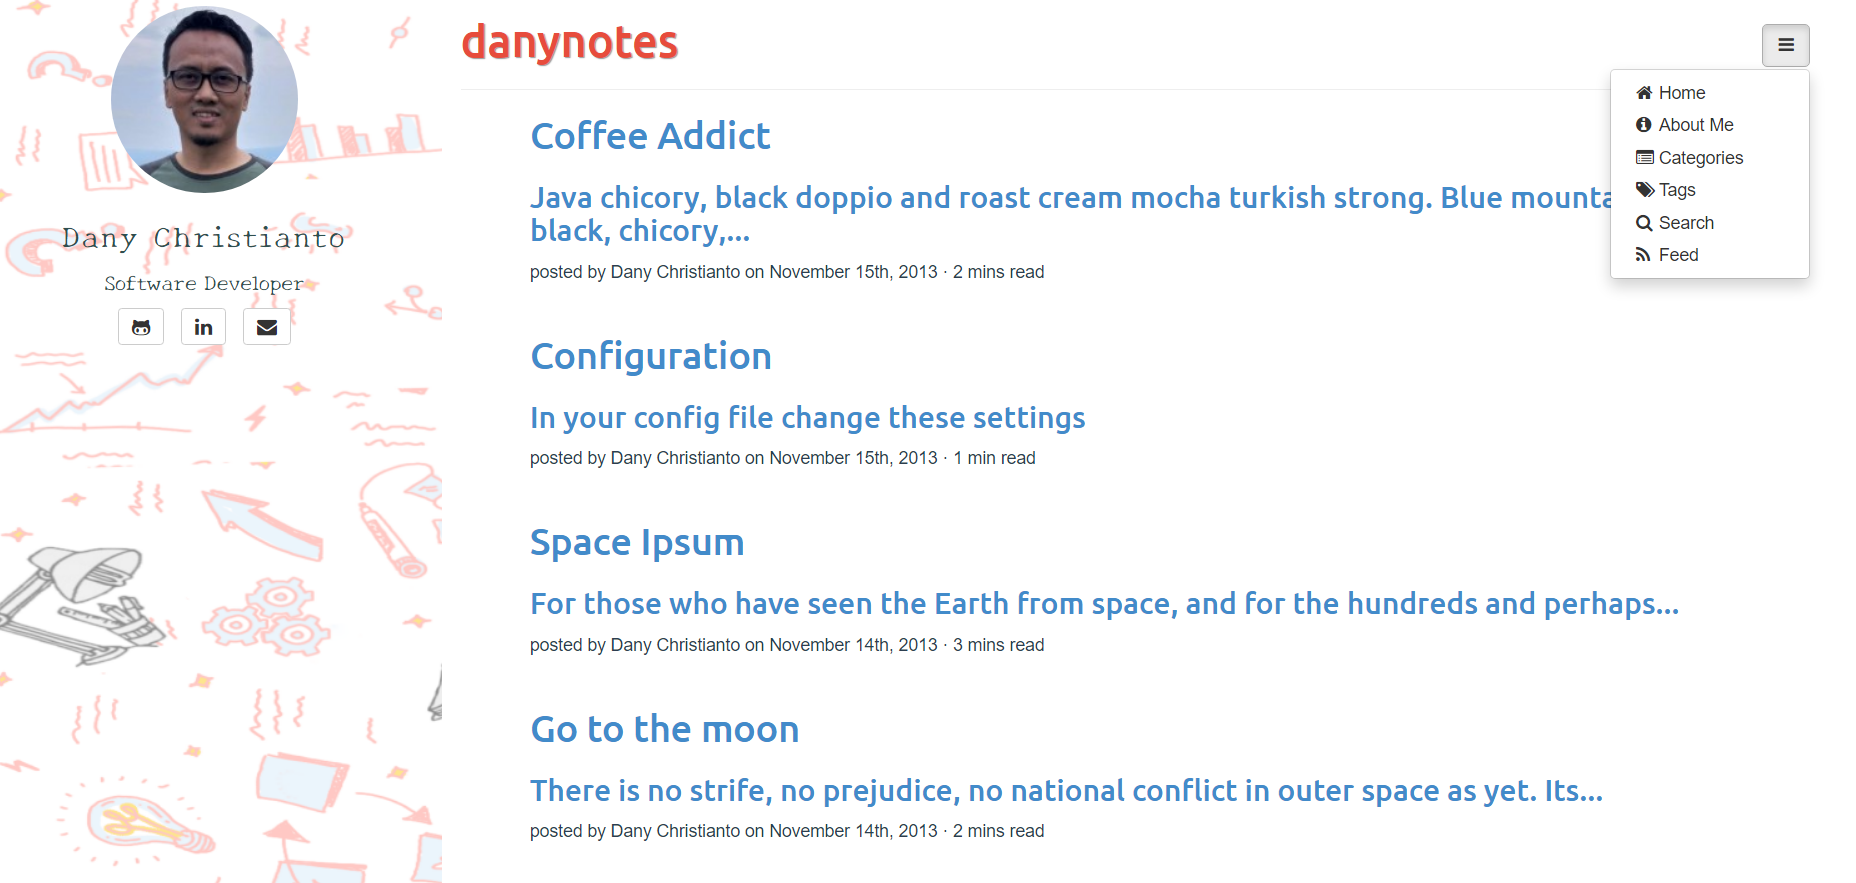 Dany Christianto
Software Developer
danynotes
Home
About Me
Categories
Tags
Search
Feed
Coffee Addict
Java chicory, black doppio and roast cream mocha turkish strong. Blue
black, chicory,...
posted by Dany Christianto on November 15th, 2013 · 2 mins read
Configuration
In your config file change these settings
posted by Dany Christianto on November 15th, 2013 · 1 min read
Space Ipsum
For those who have seen the Earth from space, and for the hundreds and perhaps...
posted by Dany Christianto on November 14th, 2013 · 3 mins read
Go to the moon
There is no strife, no prejudice, no national conflict in outer space as yet. Its...
posted by Dany Christianto on November 14th, 2013 · 2 mins read